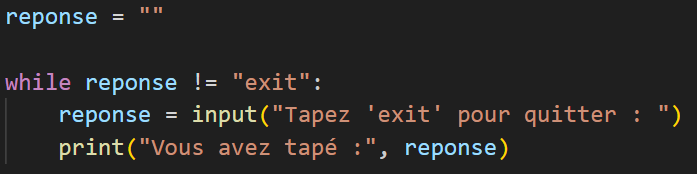 reponse = ""
while reponse != "exit":
    reponse = input("Tapez 'exit' pour quitter : ")
    print("Vous avez tapé :", reponse)